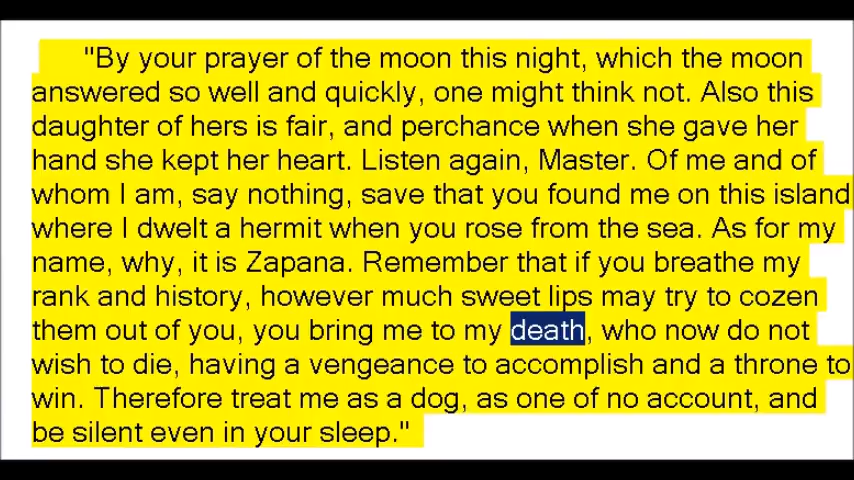 "By your prayer of the moon this night, which the moon
answered so well and quickly, one might think not. Also this
daughter of hers is fair, and perchance when she gave her
hand she kept her heart. Listen again, Master. Of me and of
whom I am, say nothing, save that you found me on this island
where I dwelt a hermit when you rose from the sea. As for my
name, why, it is Zapana. Remember that if you breathe my
rank and history, however much sweet lips may try to cozen
them out of you, you bring me to my death, who now do not
wish to die, having a vengeance to accomplish and a throne to
win. Therefore treat me as a dog, as one of no account, and
be silent even in your sleep."